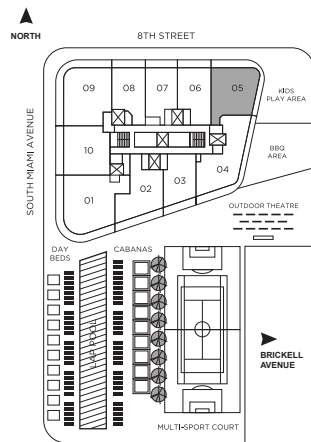 NORTH
8TH STREET
SOUTH MIAMI AVENUE
09
08
07
06
05
KIDS
PLAY AREA
10
BBQ
AREA
04
03
02
01
OUTDOOR THEATRE
DAY
BEDS
CABANAS
LAP POOL
BRICKELL
AVENUE
MULTI-SPORT COURT